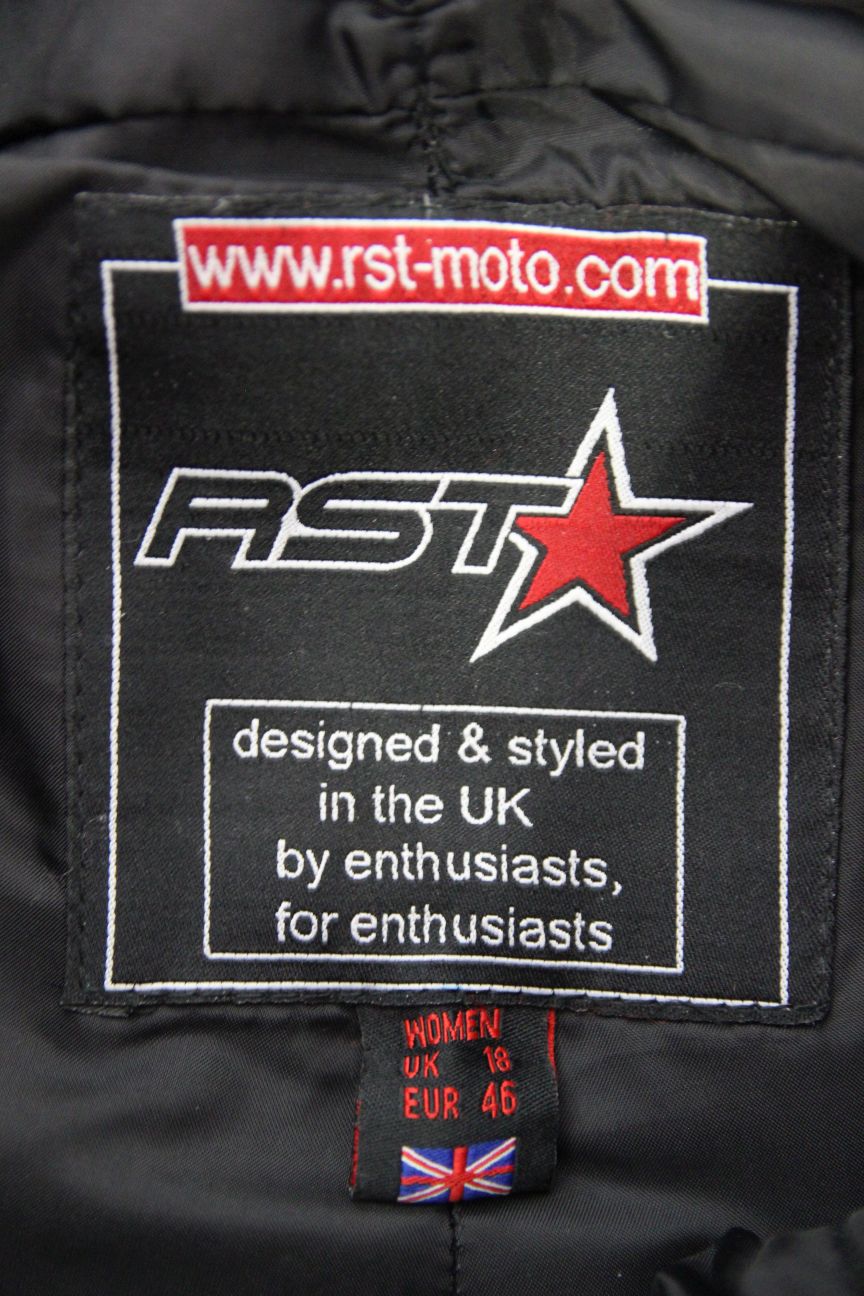 www.rst-moto.com
RST
designed & styled
in the UK
by enthusiasts,
for enthusiasts
WOMEN
UK 18
EUR 46